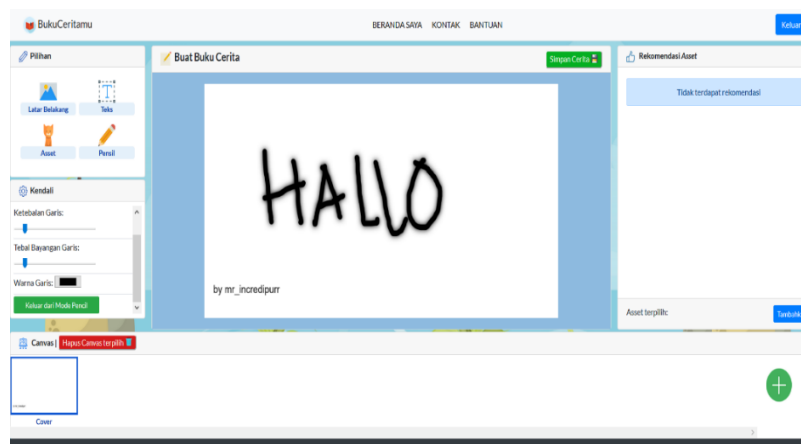 BukuCeritamu
BERANDA SAYA KONTAK BANTUAN
Keluar
Pilihan
Latar Belakang
Teks
Asset
Pensil
Kendali
Ketebalan Garis:
Tebal Bayangan Garis:
Warna Garis:
Keluar dari Mode Pencil
Buat Buku Cerita
Simpan Cerita
HALLO
by mr_incredipurr
Rekomendasi Asset
Tidak terdapat rekomendasi
Asset terpilih:
Tambahk
Canvas | Hapus Canvas terpilih
Cover